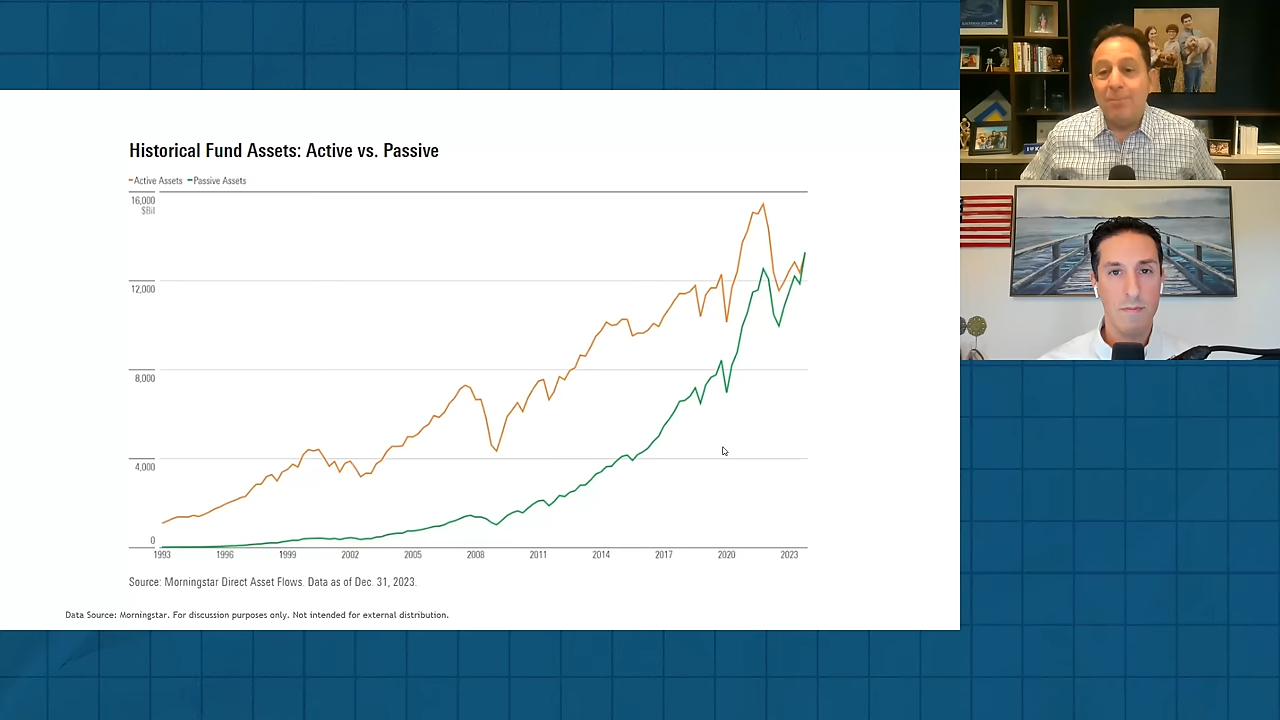 Historical Fund Assets: Active vs. Passive
Active Assets Passive Assets
16,000
$Bil
12,000
8,000
4,000
0
1993 1996 1999 2002 2005 2008 2011 2014 2017 2020 2023
Source: Morningstar Direct Asset Flows. Data as of Dec. 31, 2023.
Data Source: Morningstar. For discussion purposes only. Not intended for external distribution.